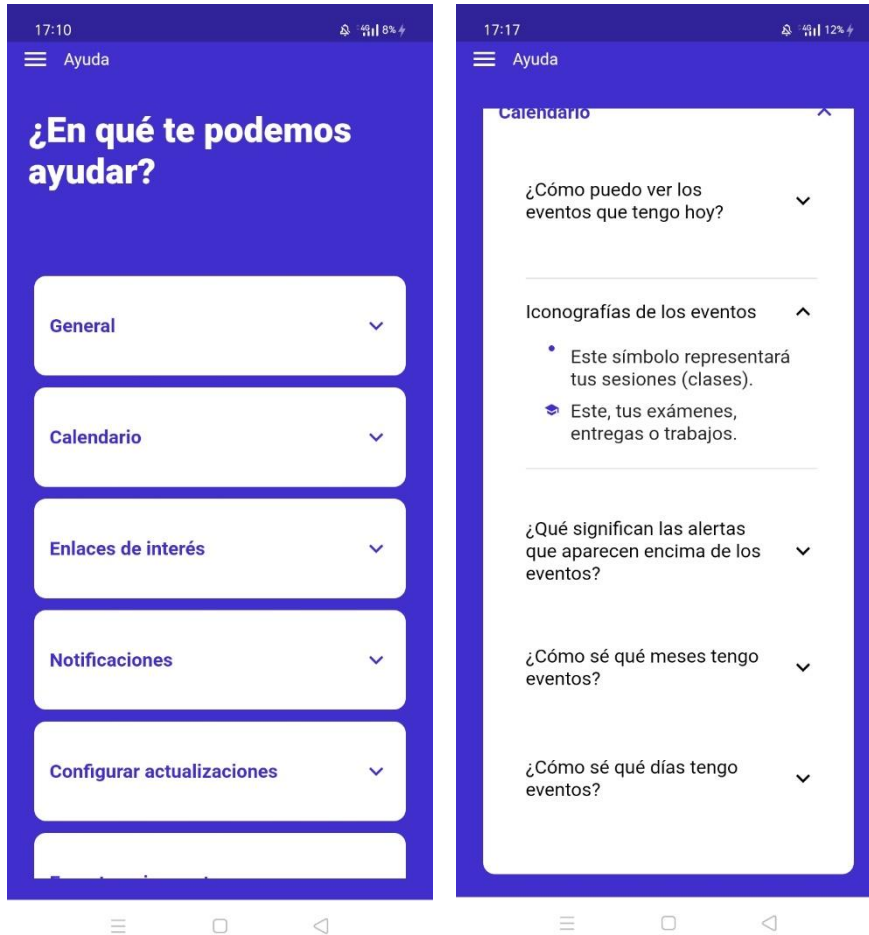 17:10
4G 8%
Ayuda
¿En qué te podemos
ayudar?
General
Calendario
Enlaces de interés
Notificaciones
Configurar actualizaciones
17:17
4G 12%
Ayuda
Calendario
¿Cómo puedo ver los
eventos que tengo hoy?
Iconografías de los eventos
Este símbolo representará
tus sesiones (clases).
Este, tus exámenes,
entregas o trabajos.
¿Qué significan las alertas
que aparecen encima de los
eventos?
¿Cómo sé qué meses tengo
eventos?
¿Cómo sé qué días tengo
eventos?